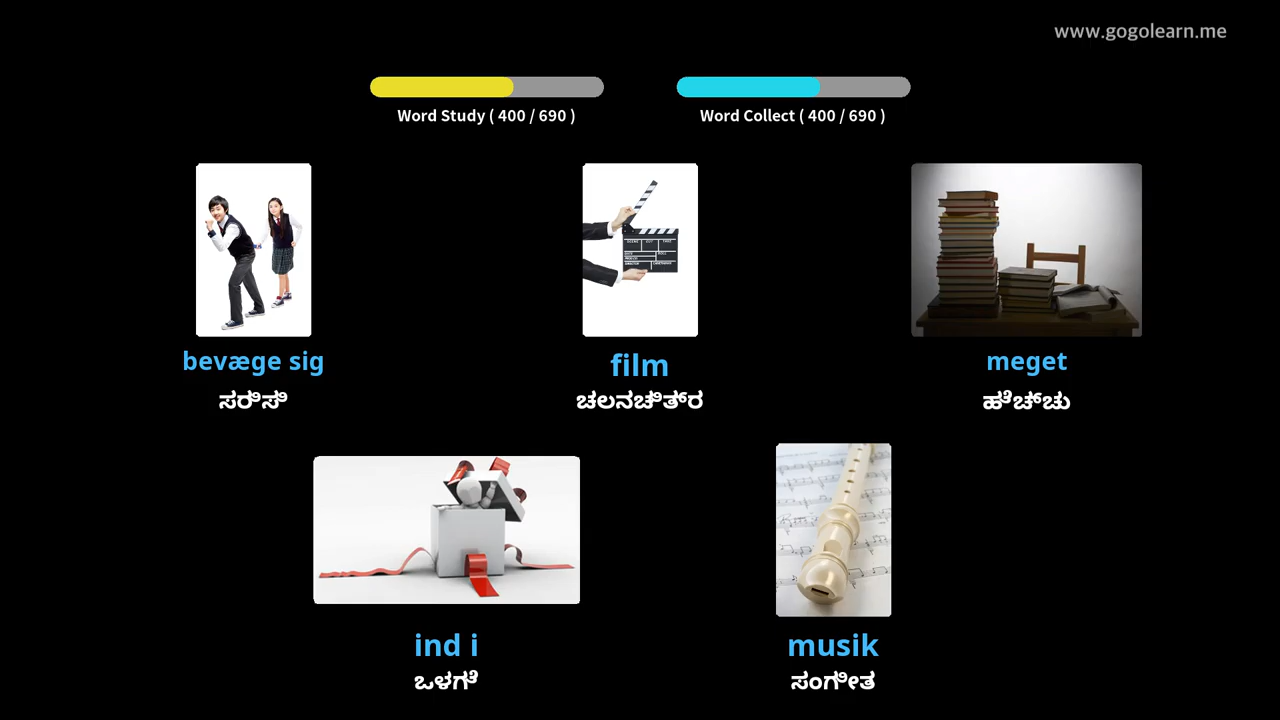 www.gogolearn.me
Word Study ( 400 / 690 )
Word Collect ( 400 / 690 )
bevæge sig
ಸರಿಸಿ
film
ಚಲನಚಿತ್ರ
meget
ಹೆಚ್ಚು
ind i
ಒಳಗೆ
musik
ಸಂಗೀತ